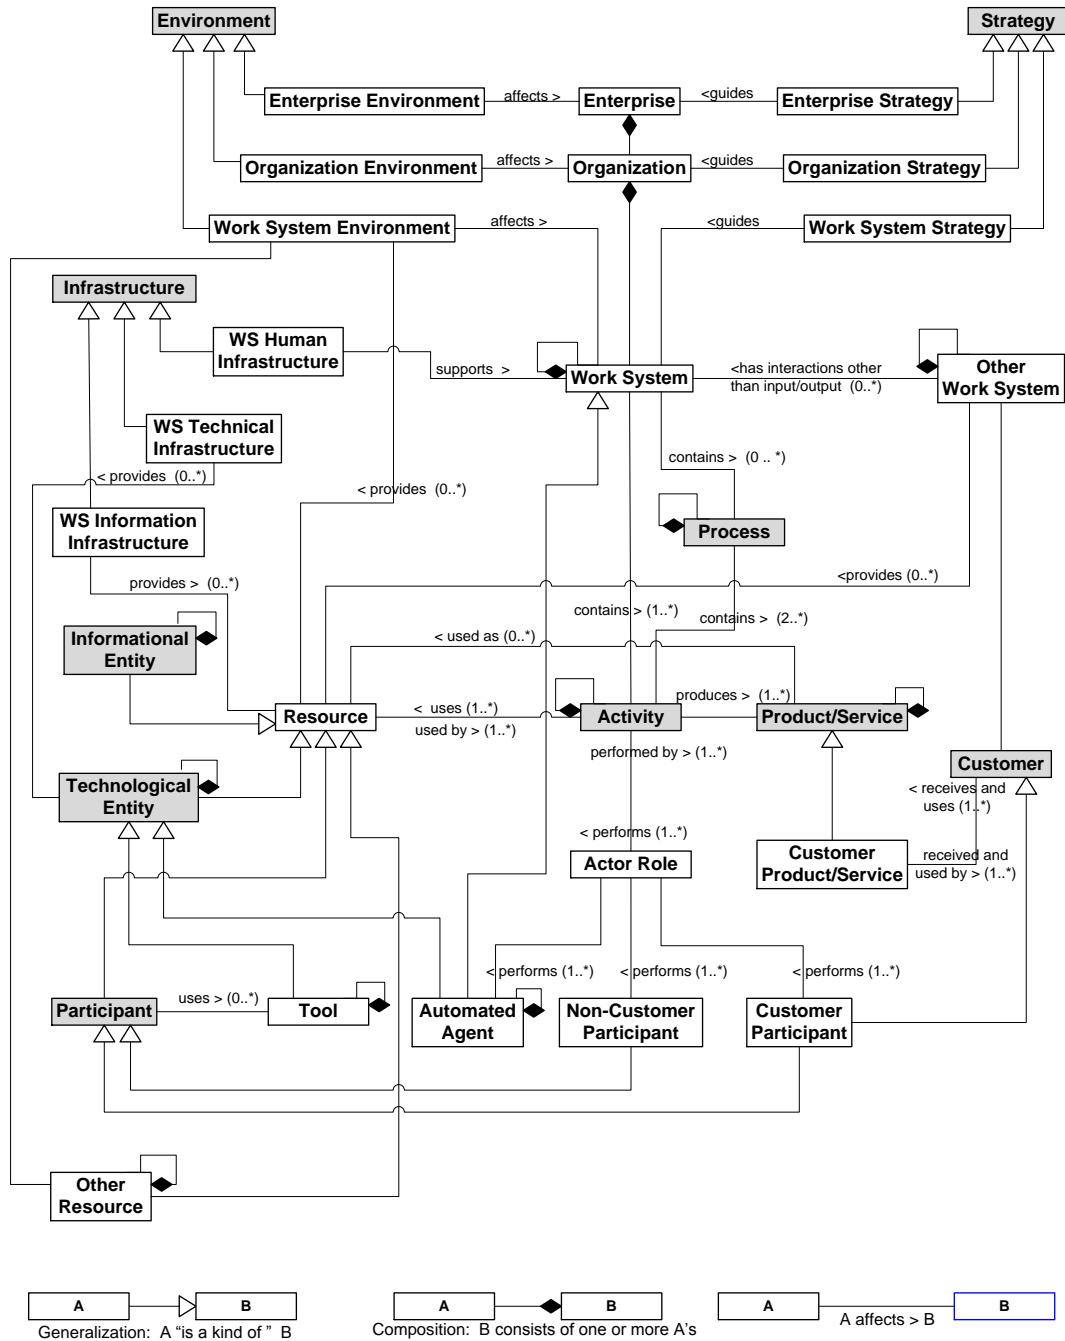 Environment
Strategy
Enterprise Environment
affects >
Enterprise
<guides
Enterprise Strategy
Organization Environment
affects >
Organization
<guides
Organization Strategy
Work System Environment
affects >
<guides
Work System Strategy
Infrastructure
WS Human
Infrastructure
supports >
Work System
<has interactions other
than input/output (0..*)
Other
Work System
WS Technical
Infrastructure
< provides (0..*)
contains > (0 .. *)
< provides (0..*)
WS Information
Infrastructure
Process
provides > (0..*)
<provides (0..*)
contains > (1..*)
contains > (2..*)
Informational
Entity
< used as (0..*)
Resource
< uses (1..*)
used by > (1..*)
Activity
produces > (1..*)
Product/Service
performed by > (1..*)
Customer
Technological
Entity
< receives and
uses (1..*)
< performs (1..*)
Actor Role
Customer
Product/Service
received and
used by > (1..*)
< performs (1..*)
< performs (1..*)
< performs (1..*)
Participant
uses > (0..*)
Tool
Automated
Agent
Non-Customer
Participant
Customer
Participant
Other
Resource
A
B
Generalization: A “is a kind of ” B
A
B
Composition: B consists of one or more A's
A
B
A affects > B